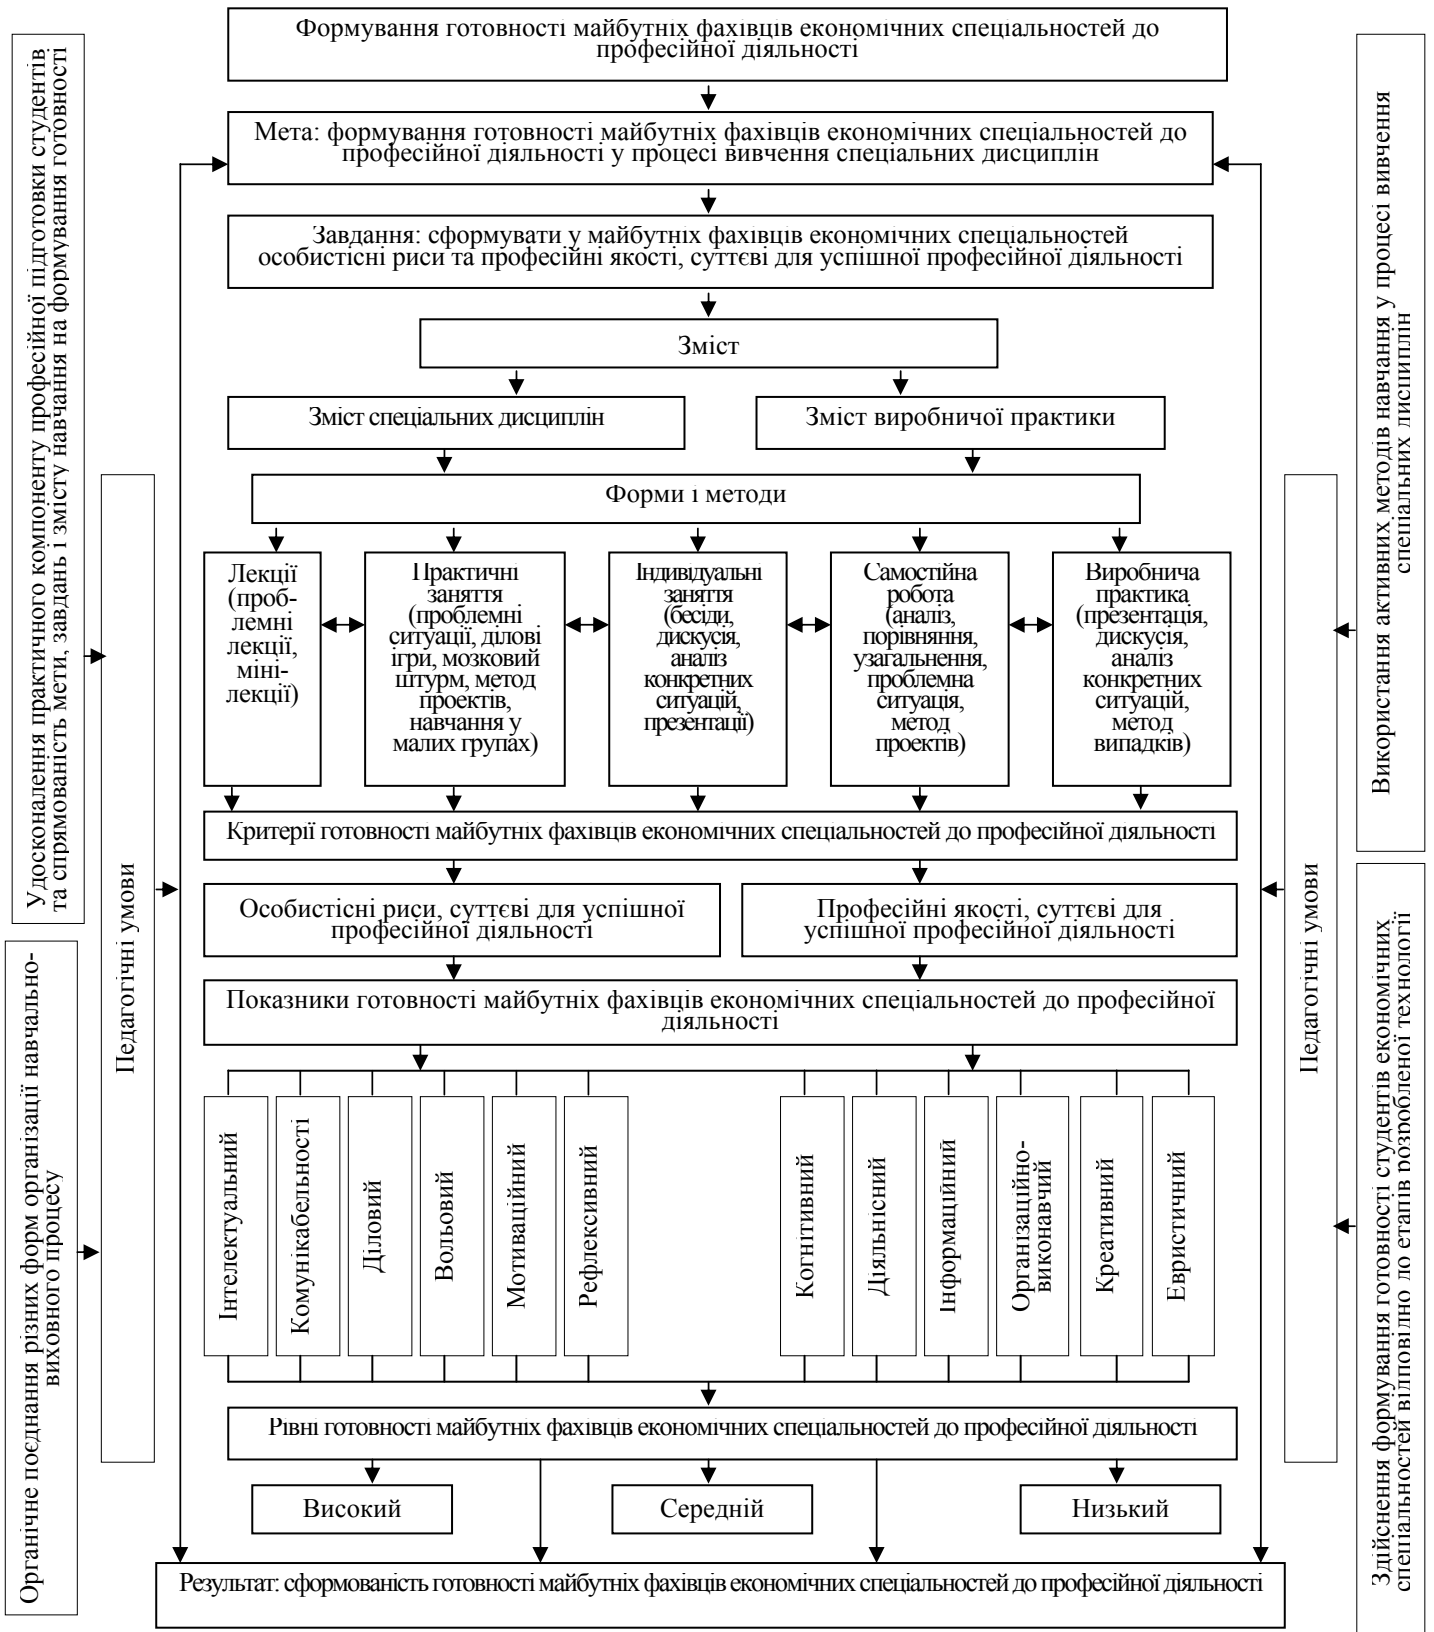 Формування готовності майбутніх фахівців економічних спеціальностей до
професійної діяльності
Мета: формування готовності майбутніх фахівців економічних спеціальностей до
професійної діяльності у процесі вивчення спеціальних дисциплін
Завдання: сформувати у майбутніх фахівців економічних спеціальностей
особистісні риси та професійні якості, суттєві для успішної професійної діяльності
Зміст
Зміст спеціальних дисциплін
Зміст виробничої практики
Форми і методи
Лекції
(проб-
лемні
лекції,
міні-
лекції)
Практичні
заняття
(проблемні
ситуації, ділові
ігри, мозковий
штурм, метод
проектів,
навчання у
малих групах)
Індивідуальні
заняття
(бесіди,
дискусія,
аналіз
конкретних
ситуацій,
презентації)
Самостійна
робота
(аналіз,
порівняння,
узагальнення,
проблемна
ситуація,
метод
проектів)
Виробнича
практика
(презентація,
дискусія,
аналіз
конкретних
ситуацій,
метод
випадків)
Критерії готовності майбутніх фахівців економічних спеціальностей до професійної діяльності
Особистісні риси, суттєві для успішної
професійної діяльності
Професійні якості, суттєві для
успішної професійної діяльності
Показники готовності майбутніх фахівців економічних спеціальностей до професійної
діяльності
Інтелектуальний
Комунікабельності
Діловий
Вольовий
Мотиваційний
Рефлексивний
Когнітивний
Діяльнісний
Інформаційний
Організаційно-
виконавчий
Креативний
Евристичний
Рівні готовності майбутніх фахівців економічних спеціальностей до професійної діяльності
Високий
Середній
Низький
Результат: сформованість готовності майбутніх фахівців економічних спеціальностей до професійної діяльності
Удосконалення практичного компоненту професійної підготовки студентів
та спрямованість мети, завдань і змісту навчання на формування готовності
Органічне поєднання різних форм організації навчально-
виховного процесу
Педагогічні умови
Педагогічні умови
Використання активних методів навчання у процесі вивчення
спеціальних дисциплін
Здійснення формування готовності студентів економічних
спеціальностей відповідно до етапів розробленої технології